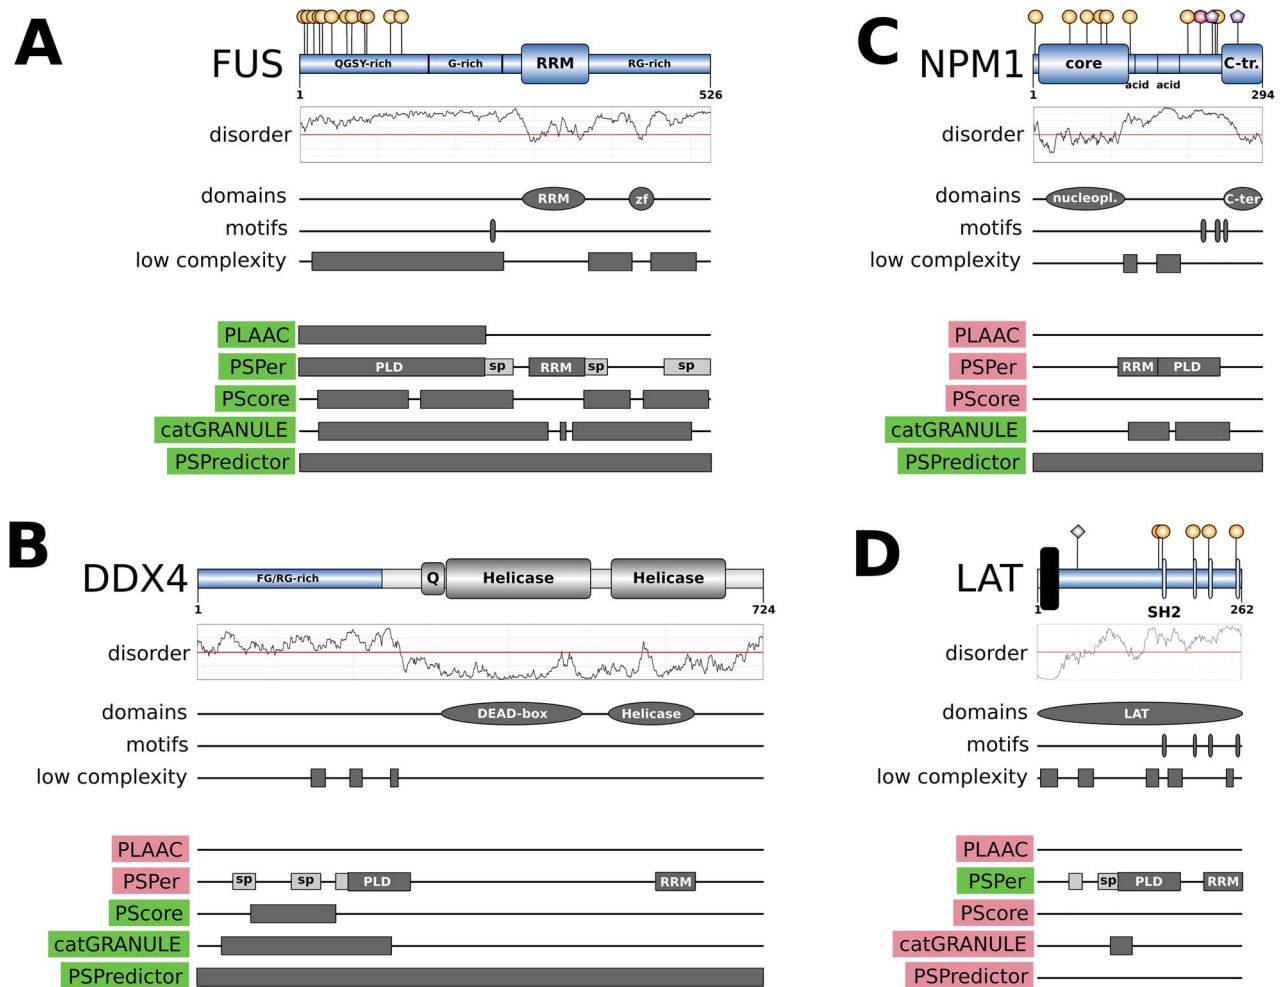 A
FUS
QGSY-rich G-rich RRM RG-rich
1 526
disorder
domains RRM zf
motifs
low complexity
PLAAC
PSPer PLD sp RRM sp sp
PScore
catGRANULE
PSPredictor
C
NPM1
core C-tr.
acid acid
1 294
disorder
domains nucleopl. C-ter
motifs
low complexity
PLAAC
PSPer RRM PLD
PScore
catGRANULE
PSPredictor
B
DDX4
FG/RG-rich Q Helicase Helicase
1 724
disorder
domains DEAD-box Helicase
motifs
low complexity
PLAAC
PSPer sp sp PLD RRM
PScore
catGRANULE
PSPredictor
D
LAT
1 SH2 262
disorder
domains LAT
motifs
low complexity
PLAAC
PSPer sp PLD RRM
PScore
catGRANULE
PSPredictor